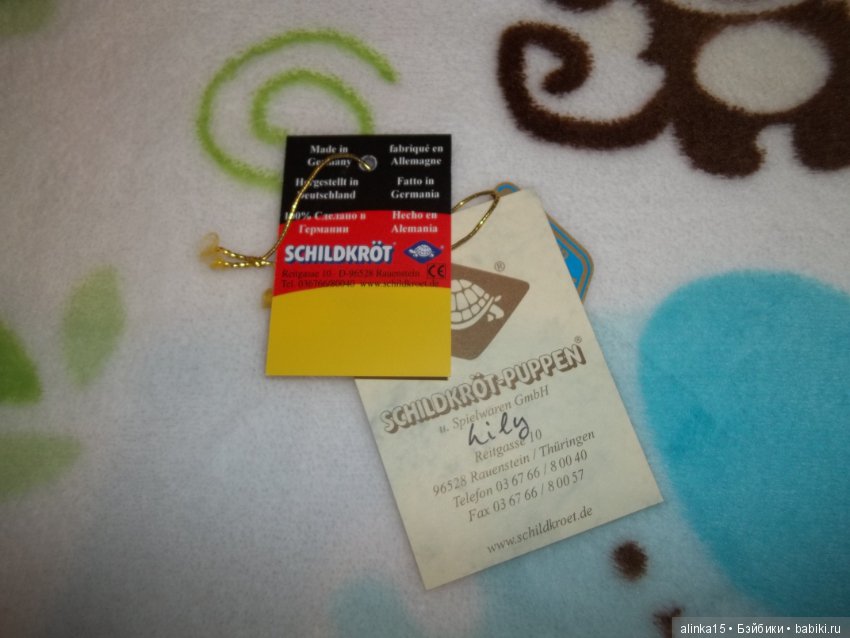 Made in
Germany
fabriqué en
Allemagne
Hergestellt in
Deutschland
Fatto in
Germania
100% Сделано в
Германии
Hecho en
Alemania
SCHILDKRÖT
Reitgasse 10 D-96528 Rauenstein CE
Tel. 036766/80040 www.schildkroet.de
®
SCHILDKRÖT-PUPPEN®
u. Spielwaren GmbH
Lily
Reitgasse 10
96528 Rauenstein / Thüringen
Telefon 03 67 66 / 8 00 40
Fax 03 67 66 / 8 00 57
www.schildkroet.de
alinka15 • Бэйбики • babiki.ru